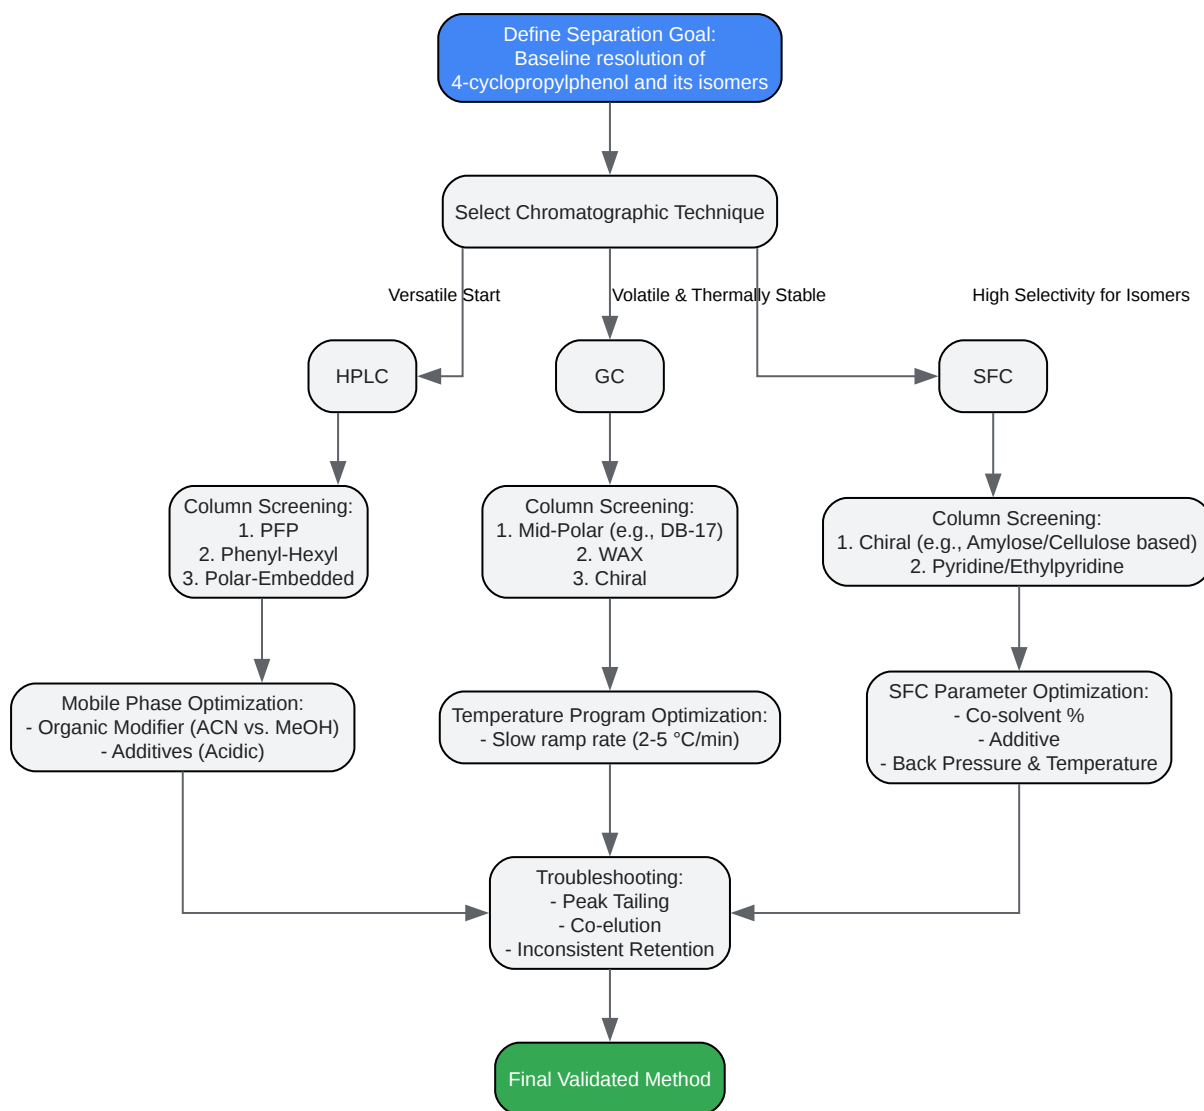 Define Separation Goal:
Baseline resolution of
4-cyclopropylphenol and its isomers
Select Chromatographic Technique
Versatile Start
Volatile & Thermally Stable
High Selectivity for Isomers
HPLC
GC
SFC
Column Screening:
1. PFP
2. Phenyl-Hexyl
3. Polar-Embedded
Column Screening:
1. Mid-Polar (e.g., DB-17)
2. WAX
3. Chiral
Column Screening:
1. Chiral (e.g., Amylose/Cellulose based)
2. Pyridine/Ethylpyridine
Mobile Phase Optimization:
- Organic Modifier (ACN vs. MeOH)
- Additives (Acidic)
Temperature Program Optimization:
- Slow ramp rate (2-5 °C/min)
SFC Parameter Optimization:
- Co-solvent %
- Additive
- Back Pressure & Temperature
Troubleshooting:
- Peak Tailing
- Co-elution
- Inconsistent Retention
Final Validated Method